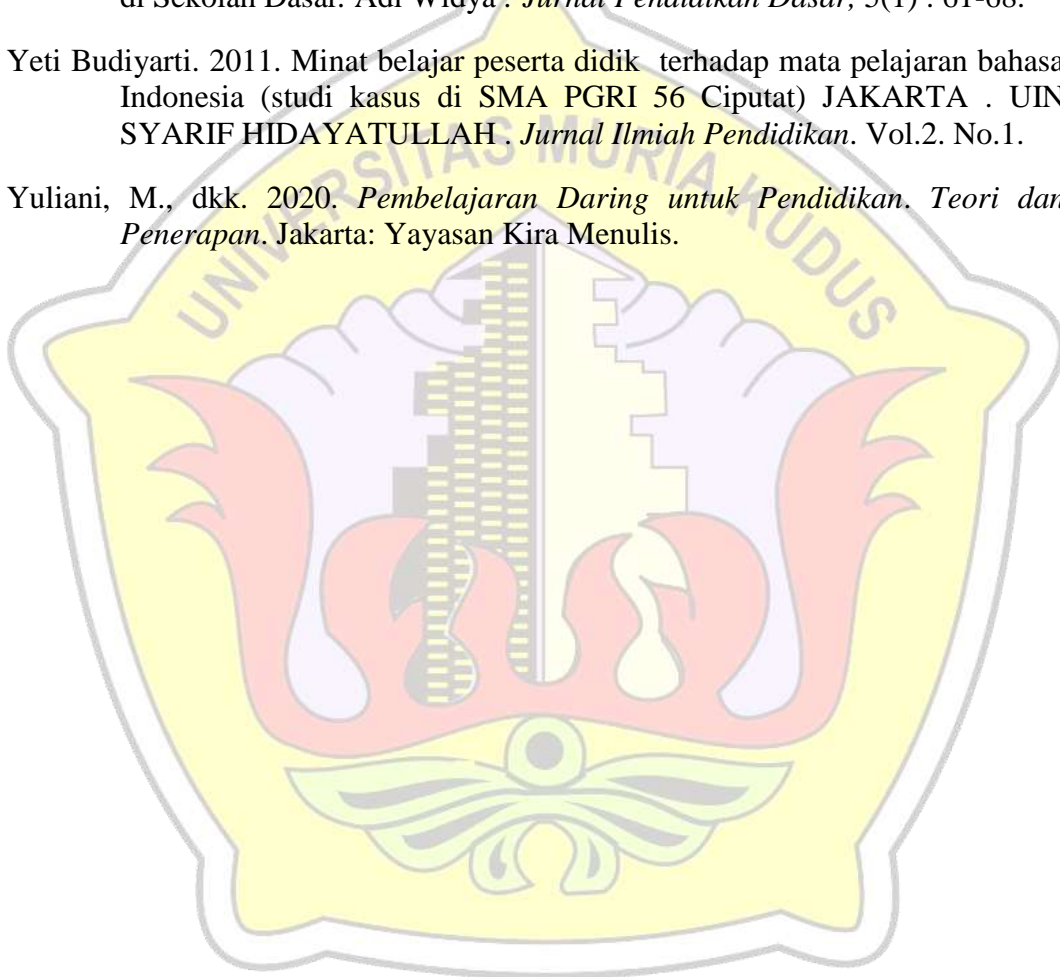 di Sekolah Dasar. Adi Widya : Jurnal Pendidikan Dasar, 5(1) : 61-68.
Yeti Budiyarti. 2011. Minat belajar peserta didik  terhadap mata pelajaran bahasa
Indonesia (studi kasus di SMA PGRI 56 Ciputat) JAKARTA . UIN
SYARIF HIDAYATULLAH . Jurnal Ilmiah Pendidikan. Vol.2. No.1.
Yuliani, M., dkk. 2020. Pembelajaran Daring untuk Pendidikan. Teori dan
Penerapan. Jakarta: Yayasan Kira Menulis.
UNIVERSITAS MURIA KUDUS